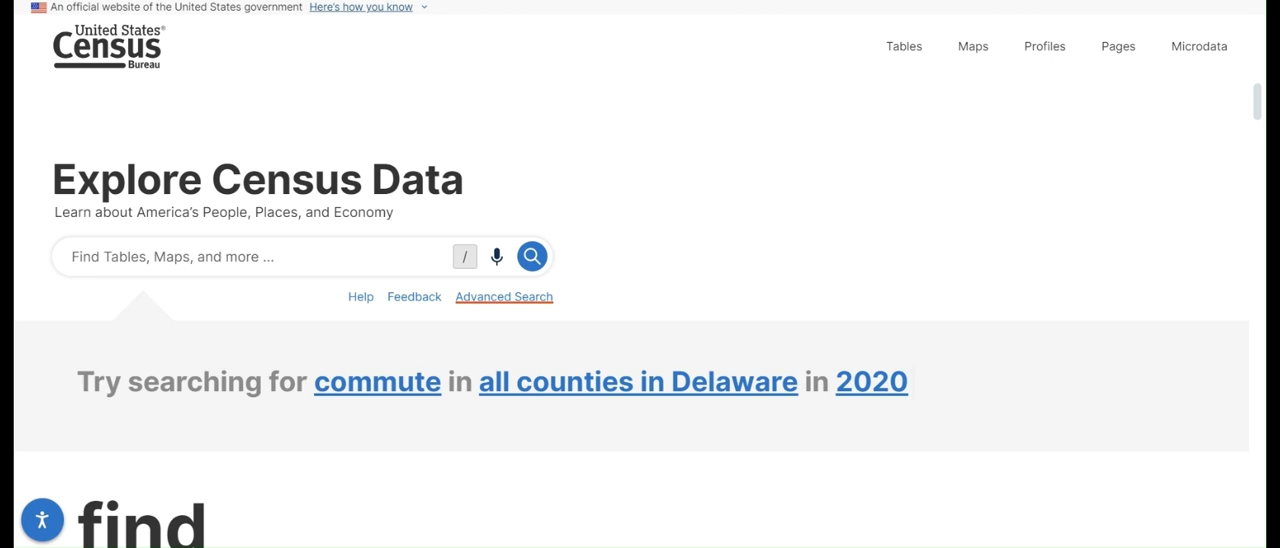 An official website of the United States government Here's how you know
United States®
Census
Bureau
Tables Maps Profiles Pages Microdata
Explore Census Data
Learn about America's People, Places, and Economy
Find Tables, Maps, and more ... /
Help Feedback Advanced Search
Try searching for commute in all counties in Delaware in 2020
find